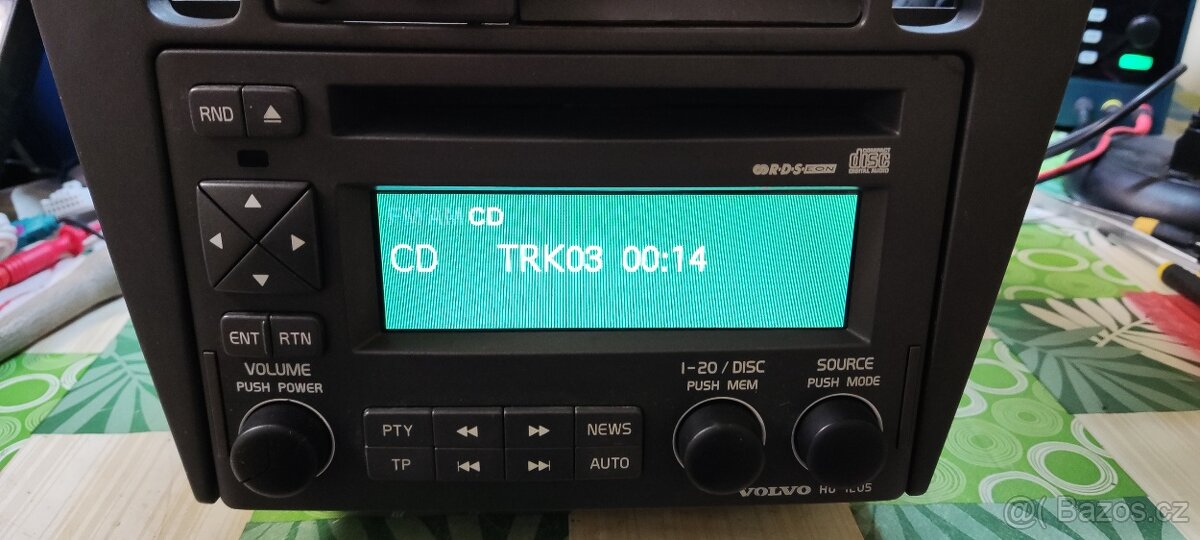 RND
R·D·S EON
COMPACT
disc
DIGITAL AUDIO
FM AM CD
CD TRK03 00:14
ENT RTN
VOLUME
PUSH POWER
1-20 / DISC
PUSH MEM
SOURCE
PUSH MODE
PTY NEWS
TP AUTO
VOLVO
Bazos.cz